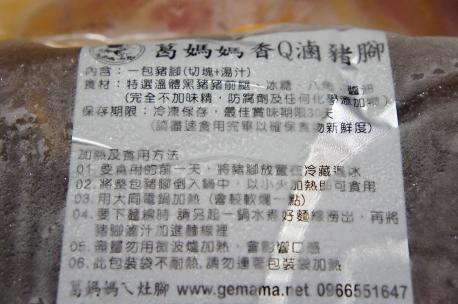 葛媽媽香Q滷豬腳
內容：一包豬腳(切塊+湯汁)
食材：特選溫體黑豬豬前腿、冰糖、八角、醬油
(完全不加味精，防腐劑及任何化學添加物)
保存期限：冷凍保存，最佳賞味期限30天
(請盡速食用完畢以確保食物新鮮度)
加熱及食用方法
01.要食用的前一天，將豬腳放置在冷藏退冰
02.將整包豬腳倒入鍋中，以小火加熱即可食用
03.用大同電鍋加熱（會較軟爛一點）
04.要下麵線時 請另起一鍋水煮好麵線撈出，再將
豬腳滷汁加進麵線裡
05.勿用微波爐加熱，會影響口感
06.此包裝袋不耐熱 請勿連著包裝袋加熱
葛媽媽ㄟ灶腳 www.gemama.net 0966551647